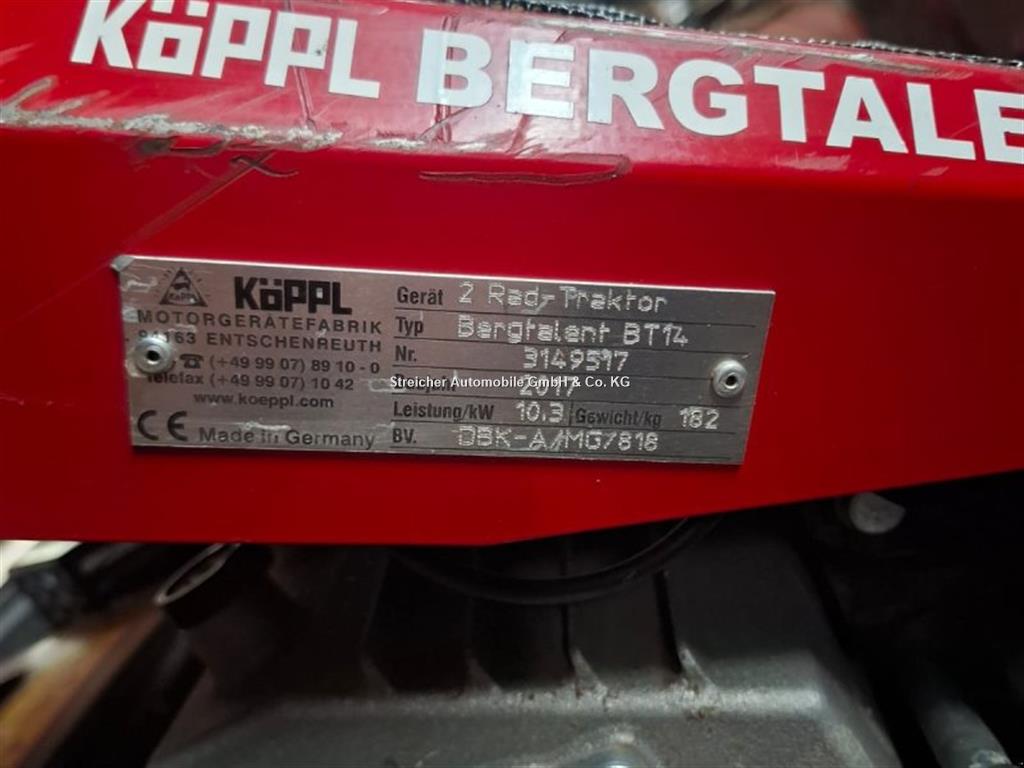 KÖPPL BERGTALE
KÖPPL
MOTORGERÄTEFABRIK
94163 ENTSCHENREUTH
☎ (+49 99 07) 89 10 - 0
Telefax (+49 99 07) 10 42
www.koeppl.com
CE Made in Germany
Gerät 2 Rad-Traktor
Typ Bergtalent BT14
Nr. 3149517
Baujahr 2017
Leistung/kW 10.3 Gewicht/kg 182
BV. DBK-A/MG7818
Streicher Automobile GmbH & Co. KG